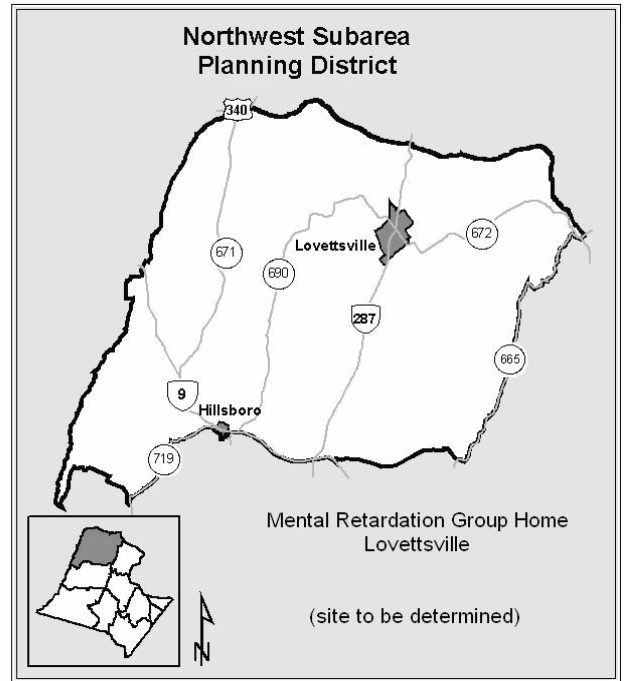 Northwest Subarea
Planning District
340
Lovettsville
671
690
672
287
665
9
Hillsboro
719
Mental Retardation Group Home
Lovettsville
(site to be determined)
N